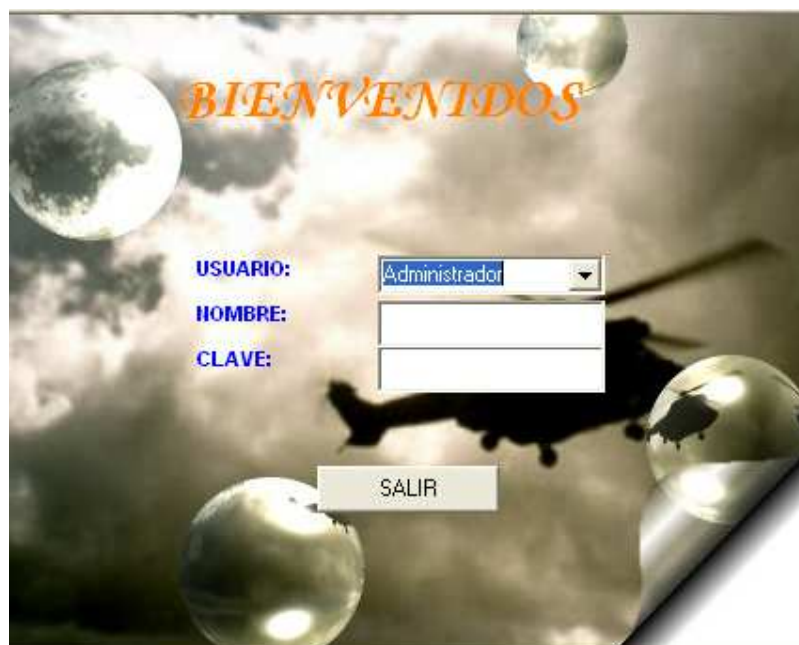 BIENVENIDOS
USUARIO: Administrador
NOMBRE:
CLAVE:
SALIR